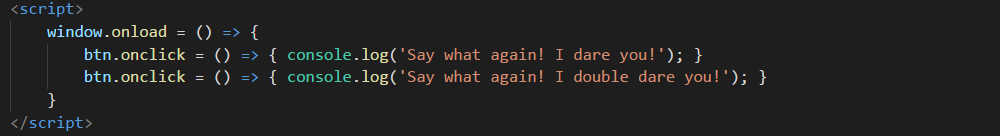 <script>
window.onload = () => {
btn.onclick = () => { console.log('Say what again! I dare you!'); }
btn.onclick = () => { console.log('Say what again! I double dare you!'); }
}
</script>